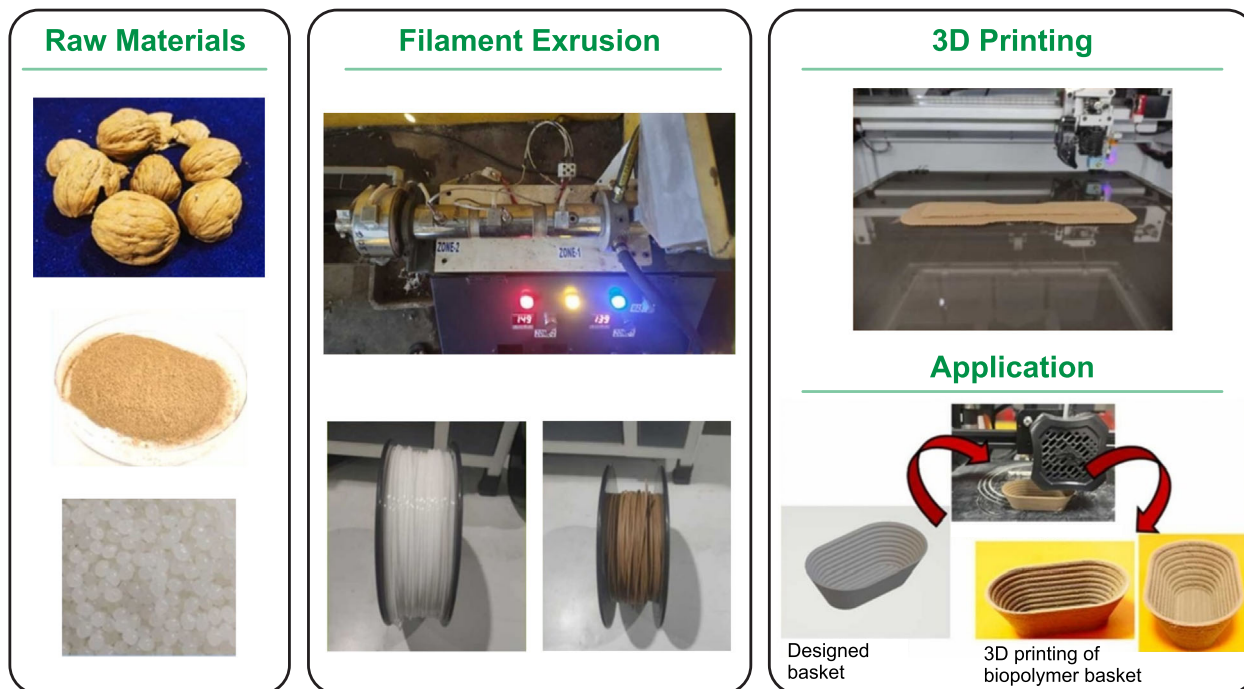 Raw Materials
Filament Exrusion
ZONE-2
ZONE-1
149
139
3D Printing
Application
Designed
basket
3D printing of
biopolymer basket